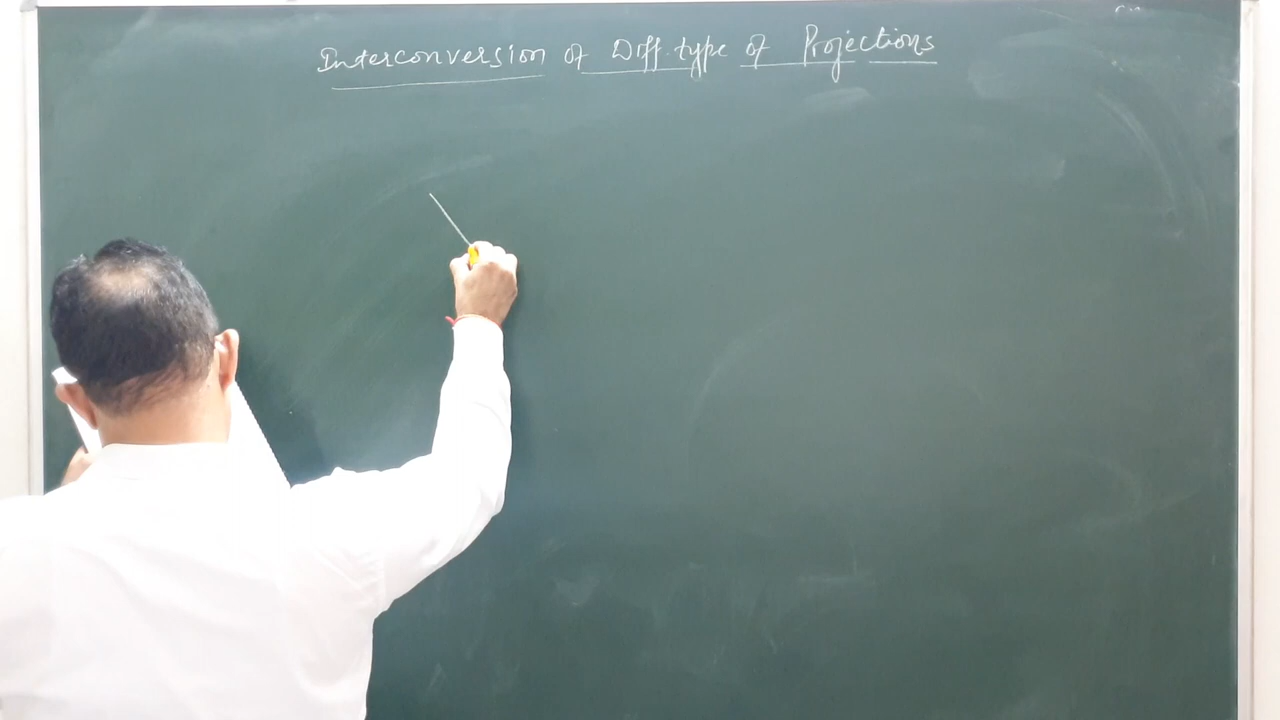 Interconversion of Diff. type of Projections